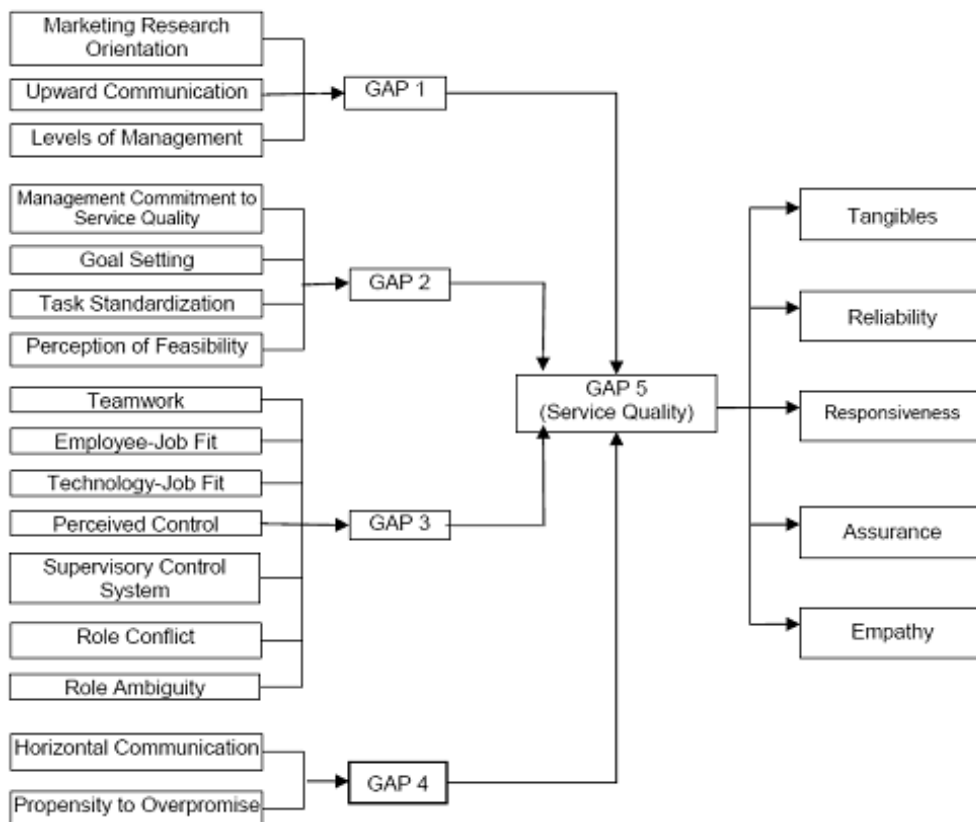 Marketing Research
Orientation
Upward Communication
Levels of Management
GAP 1
Management Commitment to
Service Quality
Goal Setting
Task Standardization
Perception of Feasibility
GAP 2
Teamwork
Employee-Job Fit
Technology-Job Fit
Perceived Control
Supervisory Control
System
Role Conflict
Role Ambiguity
GAP 3
Horizontal Communication
Propensity to Overpromise
GAP 4
GAP 5
(Service Quality)
Tangibles
Reliability
Responsiveness
Assurance
Empathy